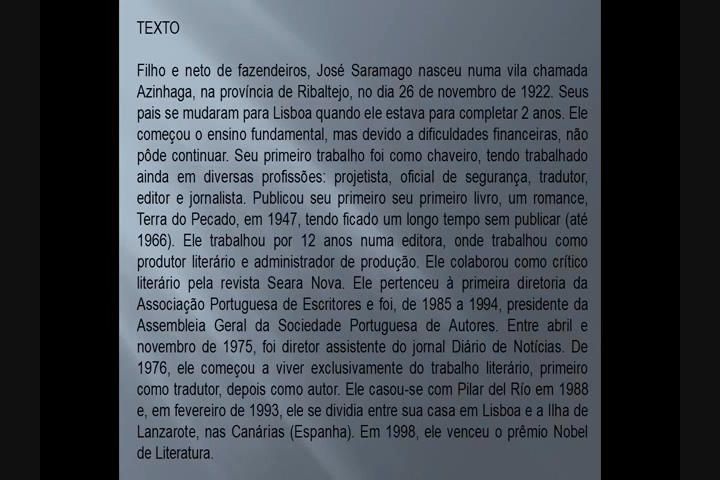 TEXTO
Filho e neto de fazendeiros, José Saramago nasceu numa vila chamada
Azinhaga, na província de Ribaltejo, no dia 26 de novembro de 1922. Seus
pais se mudaram para Lisboa quando ele estava para completar 2 anos. Ele
começou o ensino fundamental, mas devido a dificuldades financeiras, não
pôde continuar. Seu primeiro trabalho foi como chaveiro, tendo trabalhado
ainda em diversas profissões: projetista, oficial de segurança, tradutor,
editor e jornalista. Publicou seu primeiro seu primeiro livro, um romance,
Terra do Pecado, em 1947, tendo ficado um longo tempo sem publicar (até
1966). Ele trabalhou por 12 anos numa editora, onde trabalhou como
produtor literário e administrador de produção. Ele colaborou como crítico
literário pela revista Seara Nova. Ele pertenceu à primeira diretoria da
Associação Portuguesa de Escritores e foi, de 1985 a 1994, presidente da
Assembleia Geral da Sociedade Portuguesa de Autores. Entre abril e
novembro de 1975, foi diretor assistente do jornal Diário de Notícias. De
1976, ele começou a viver exclusivamente do trabalho literário, primeiro
como tradutor, depois como autor. Ele casou-se com Pilar del Río em 1988
e, em fevereiro de 1993, ele se dividia entre sua casa em Lisboa e a Ilha de
Lanzarote, nas Canárias (Espanha). Em 1998, ele venceu o prêmio Nobel
de Literatura.